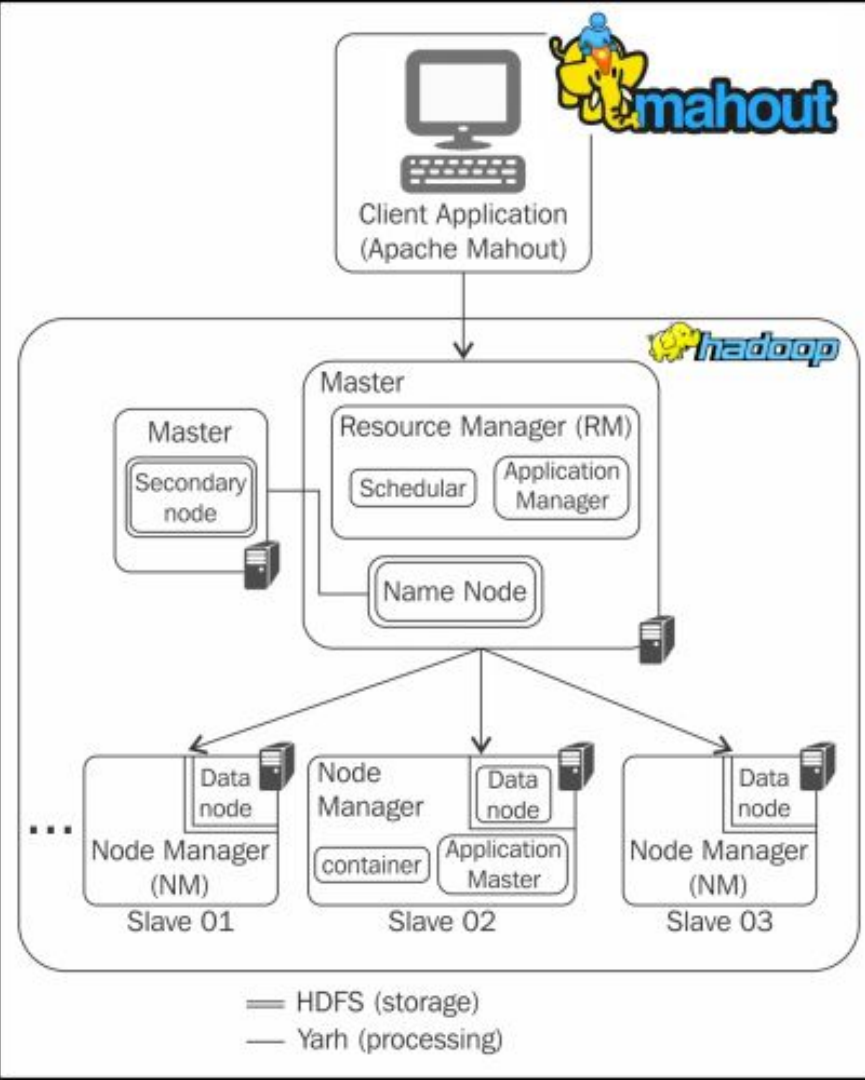 mahout
Client Application
(Apache Mahout)
hadoop
Master
Resource Manager (RM)
Schedular
Application
Manager
Name Node
Master
Secondary
node
Data
node
Node Manager
(NM)
Slave 01
Node
Manager
Data
node
container
Application
Master
Slave 02
Data
node
Node Manager
(NM)
Slave 03
...
HDFS (storage)
Yarh (processing)